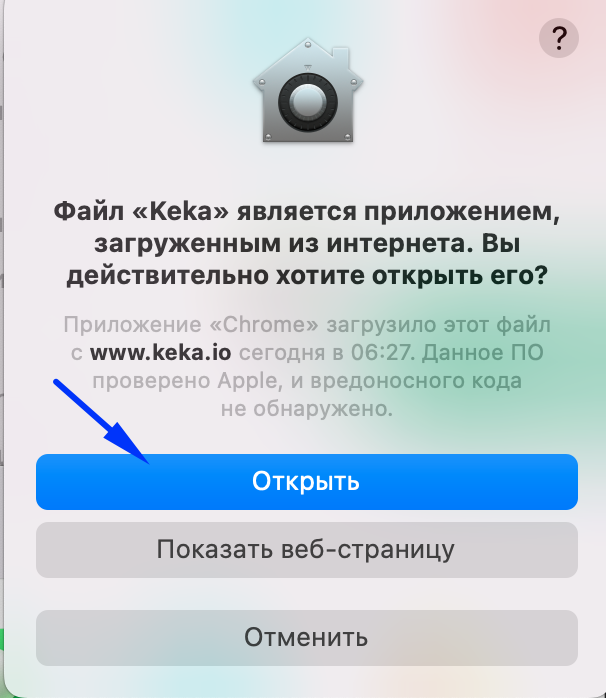 ?
Файл «Keka» является приложением,
загруженным из интернета. Вы
действительно хотите открыть его?
Приложение «Chrome» загрузило этот файл
с www.keka.io сегодня в 06:27. Данное ПО
проверено Apple, и вредоносного кода
не обнаружено.
Открыть
Показать веб-страницу
Отменить